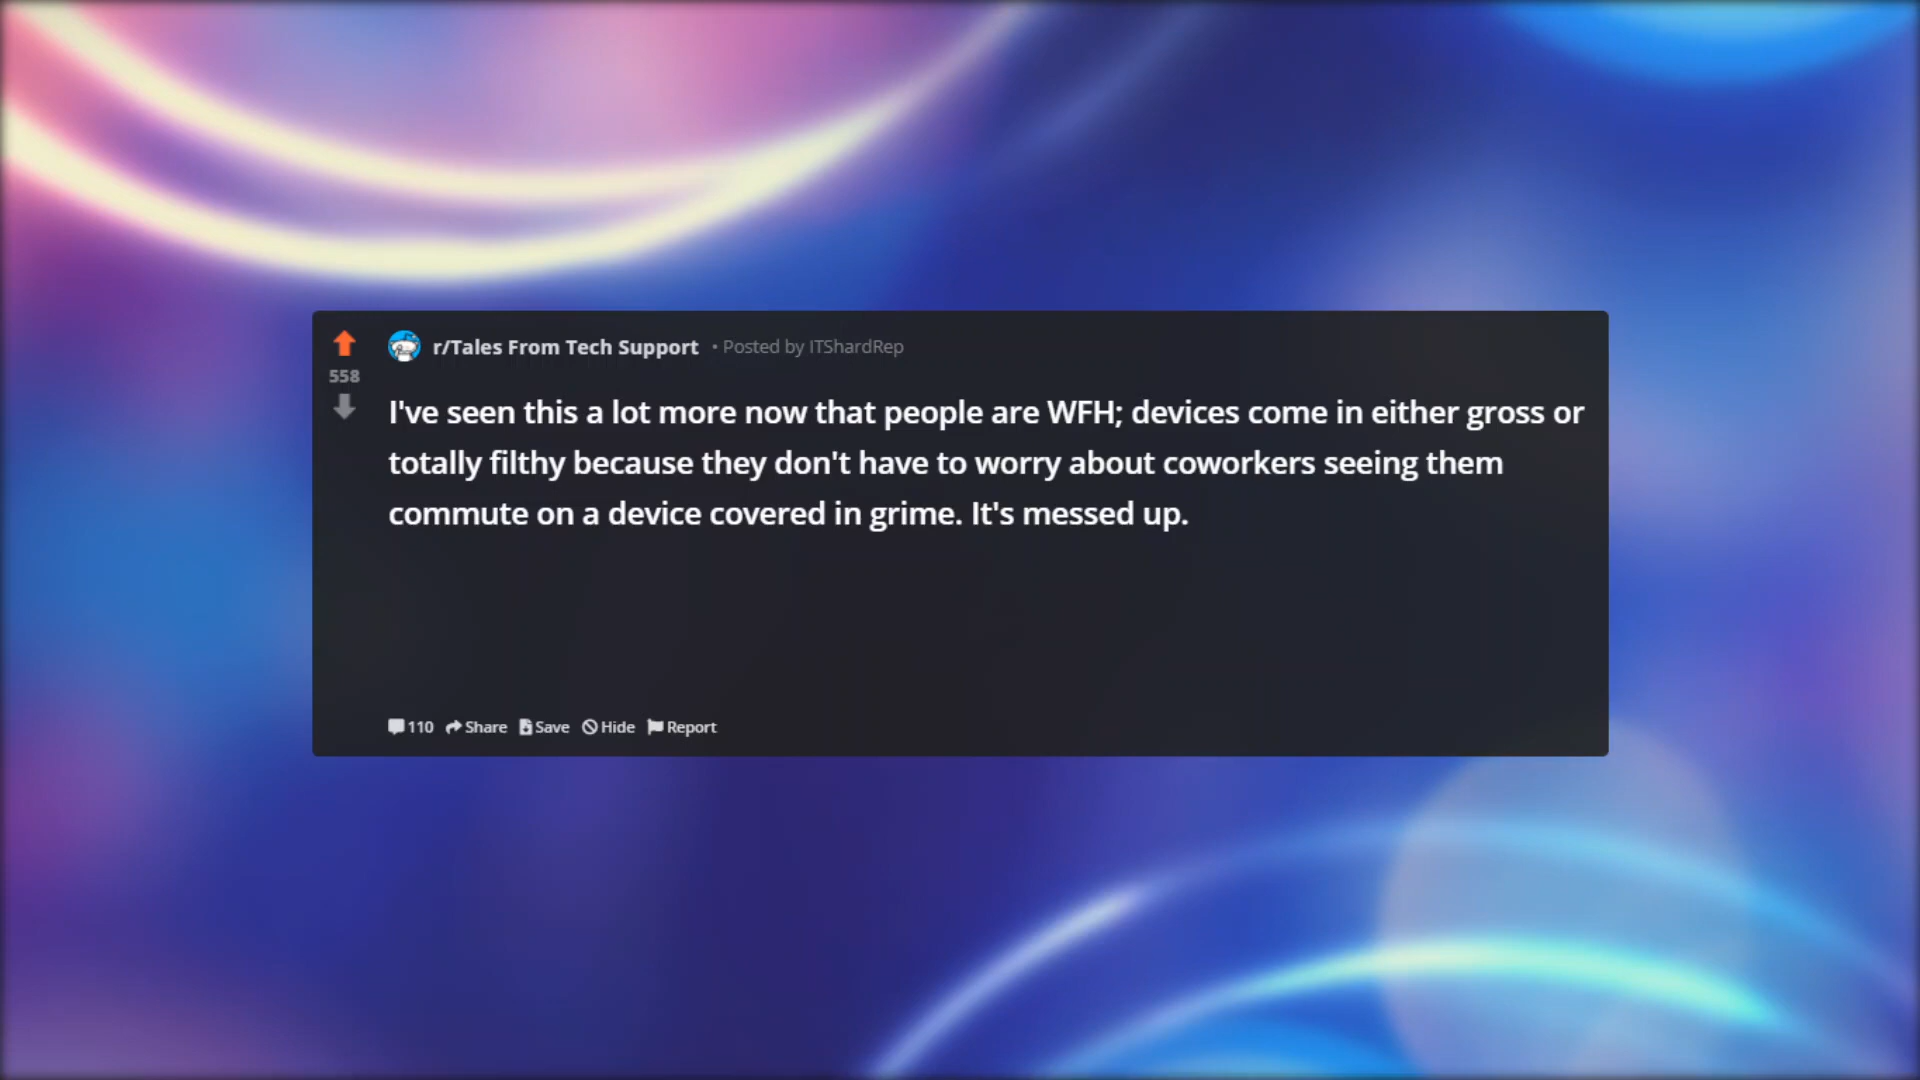 r/Tales From Tech Support • Posted by ITShardRep
558
I've seen this a lot more now that people are WFH; devices come in either gross or
totally filthy because they don't have to worry about coworkers seeing them
commute on a device covered in grime. It's messed up.
110 Share Save Hide Report